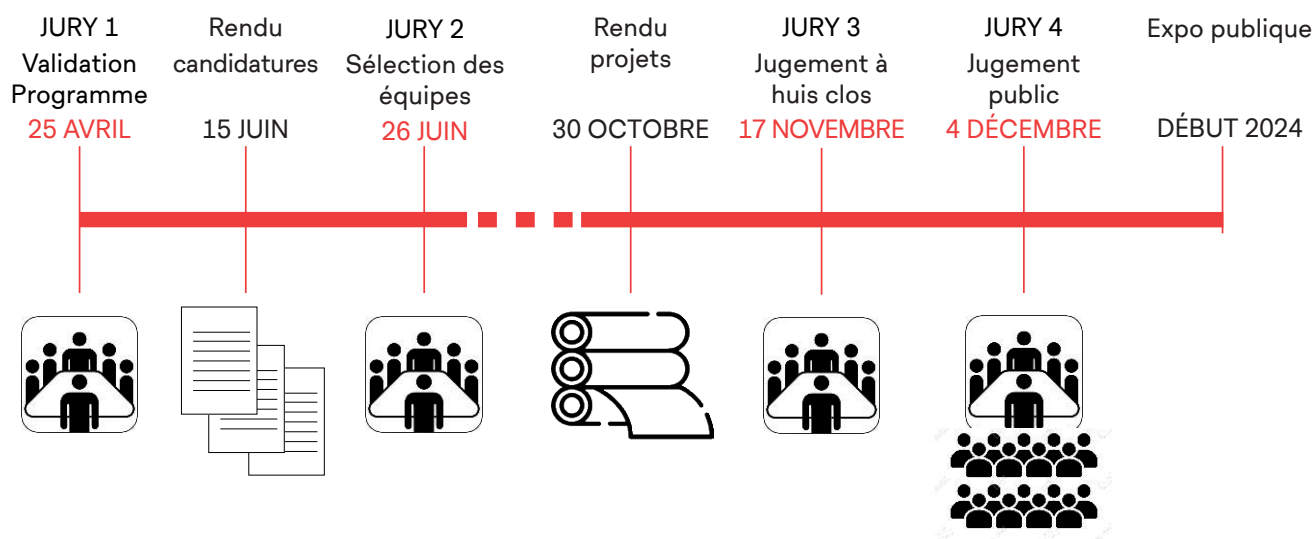 JURY 1
Validation
Programme
25 AVRIL
Rendu
candidatures
15 JUIN
JURY 2
Sélection des
équipes
26 JUIN
Rendu
projets
30 OCTOBRE
JURY 3
Jugement à
huis clos
17 NOVEMBRE
JURY 4
Jugement
public
4 DÉCEMBRE
Expo publique
DÉBUT 2024